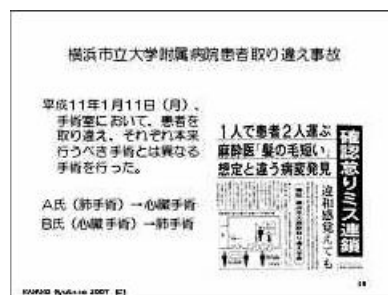 横浜市立大学附属病院患者取り違え事故
平成11年1月11日（月）、
手術室において、患者を
取り違え、それぞれ本来
行うべき手術とは異なる
手術を行った。
A氏（肺手術）→心臓手術
B氏（心臓手術）→肺手術
1人で患者2人運ぶ
麻酔医「髪の毛短い」
想定と違う病変発見
確認怠りミス連鎖
違和感覚えても
2007